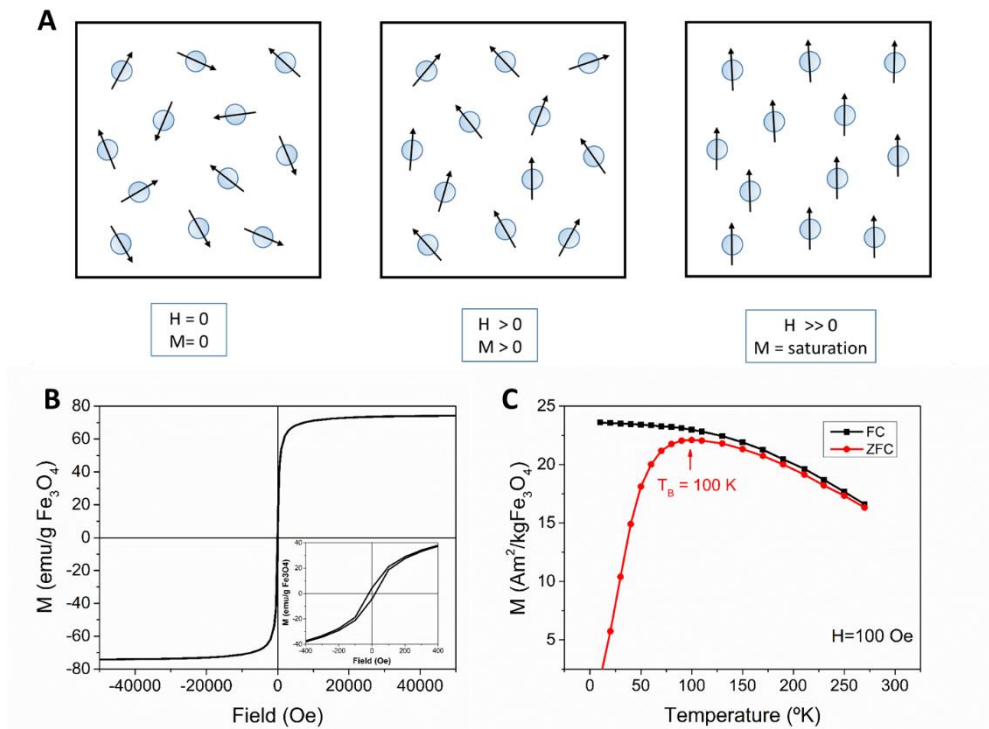 A
H = 0
M= 0
H > 0
M > 0
H >> 0
M = saturation
B
80
60
40
20
0
-20
-40
-60
-80
M (emu/g Fe₃O₄)
-40000 -20000 0 20000 40000
Field (Oe)
40
20
0
-20
-40
M (emu/g Fe3O4)
-400 -200 0 200 400
Field (Oe)
C
25
20
15
10
5
M (Am²/kgFe₃O₄)
FC
ZFC
T_B = 100 K
H=100 Oe
0 50 100 150 200 250 300
Temperature (ºK)